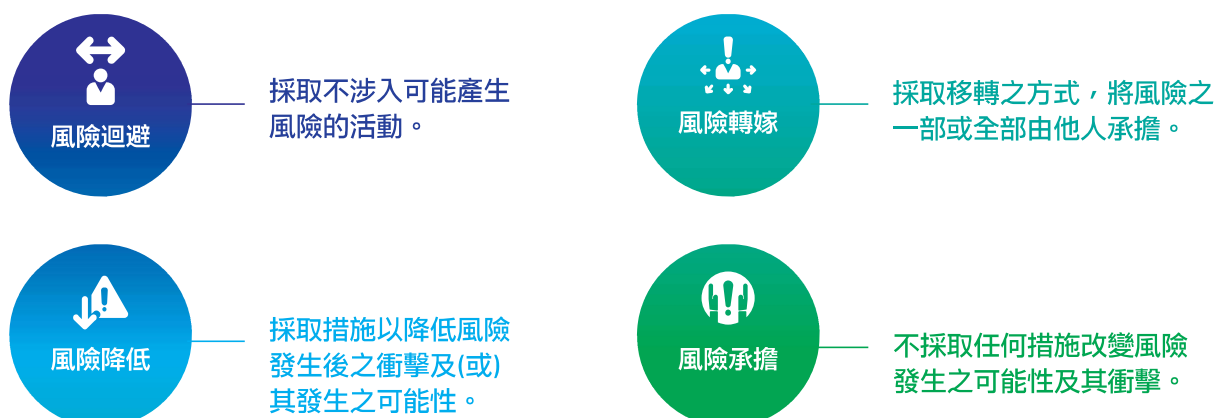 風險迴避
採取不涉入可能產生
風險的活動。
風險轉嫁
採取移轉之方式，將風險之
一部或全部由他人承擔。
風險降低
採取措施以降低風險
發生後之衝擊及(或)
其發生之可能性。
風險承擔
不採取任何措施改變風險
發生之可能性及其衝擊。